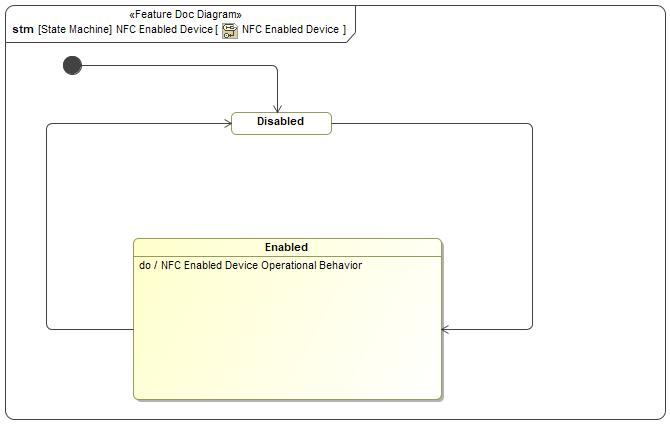 «Feature Doc Diagram»
stm [State Machine] NFC Enabled Device [ NFC Enabled Device ]
Disabled
Enabled
do / NFC Enabled Device Operational Behavior